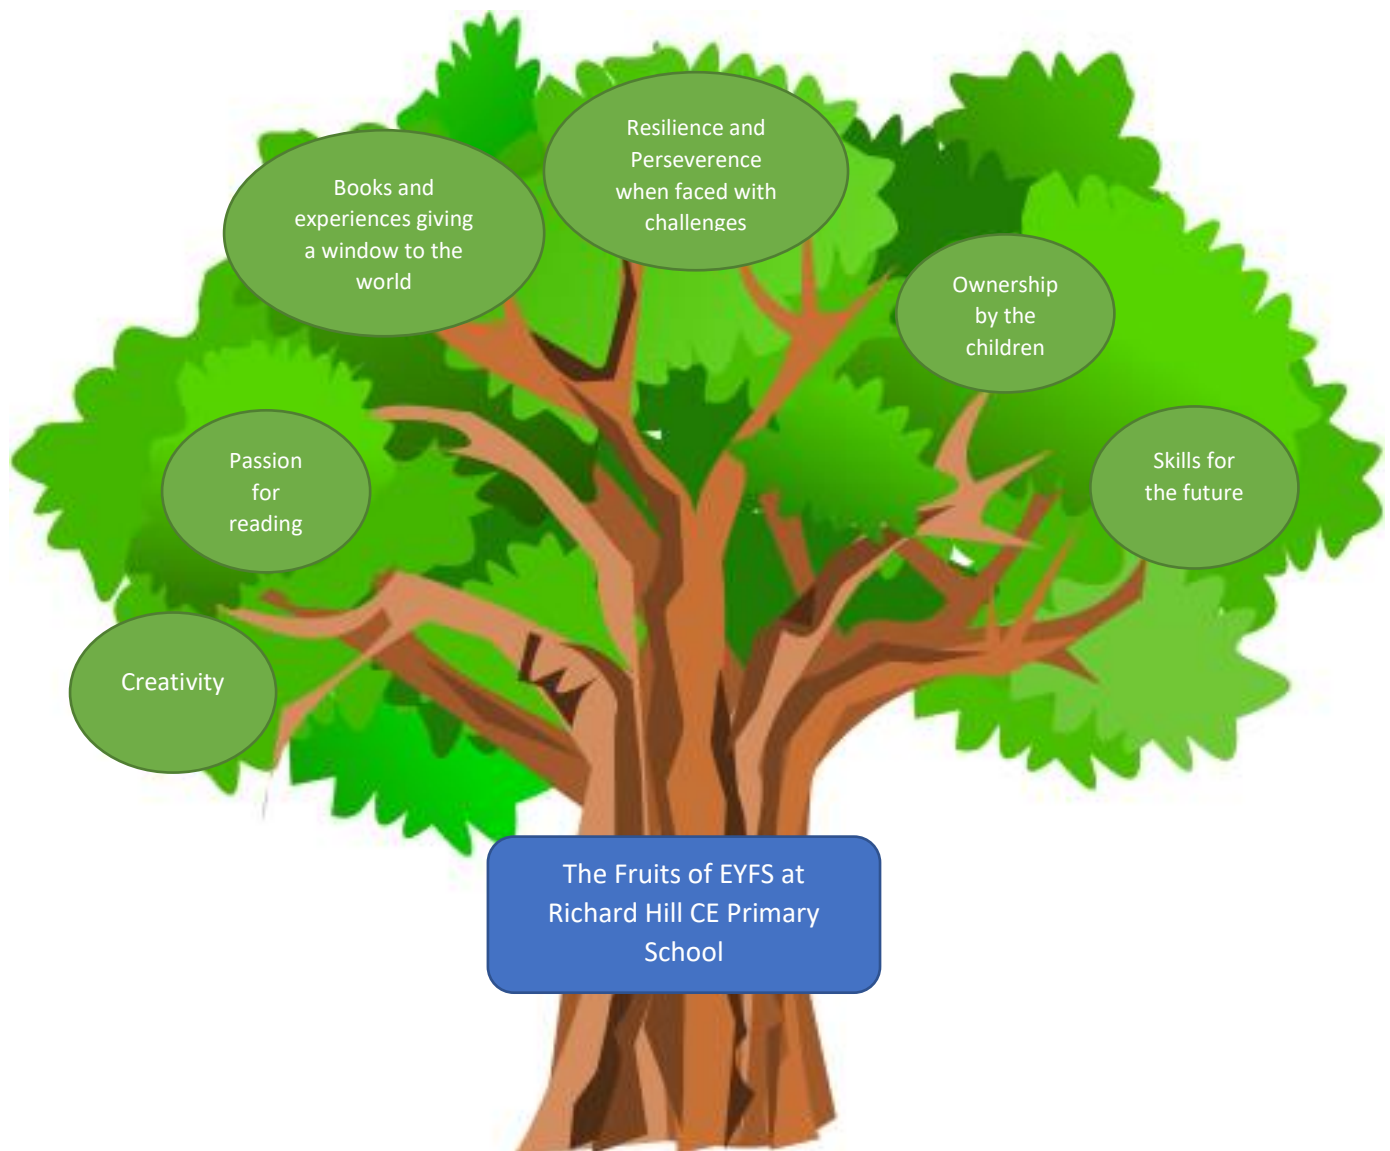 Resilience and
Perseverence
when faced with
challenges
Books and
experiences giving
a window to the
world
Ownership
by the
children
Passion
for
reading
Skills for
the future
Creativity
The Fruits of EYFS at
Richard Hill CE Primary
School